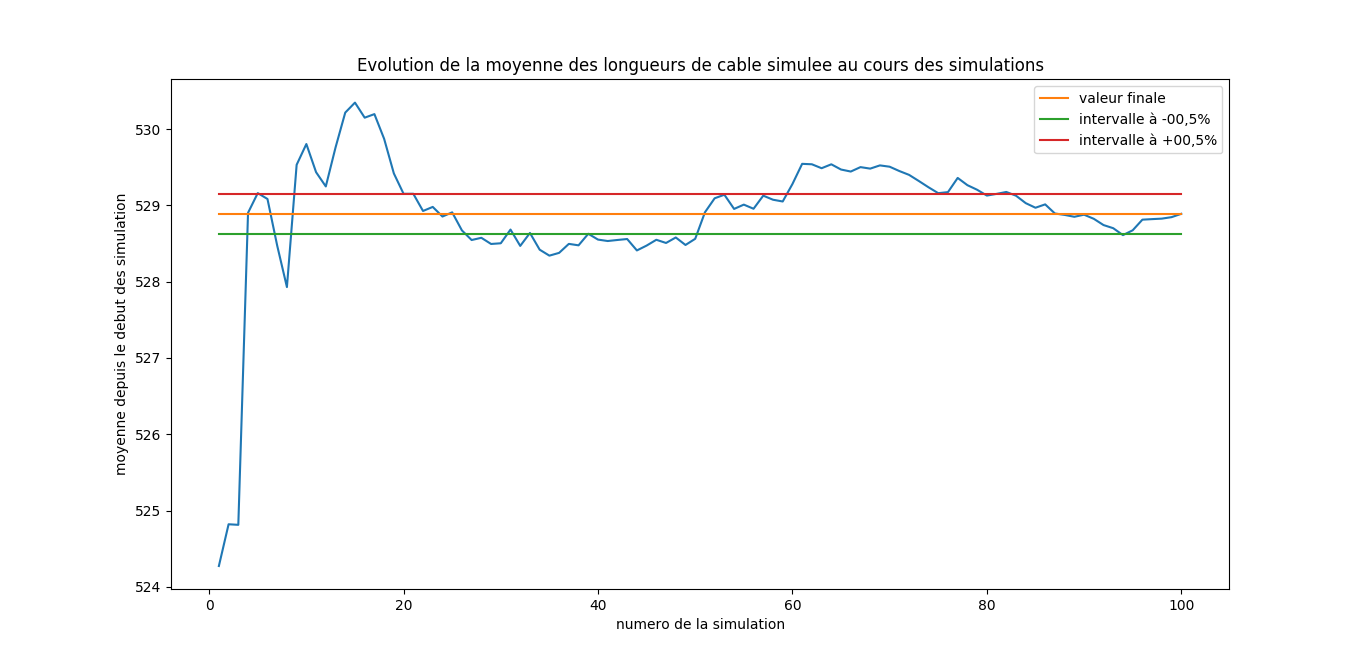 Evolution de la moyenne des longueurs de cable simulee au cours des simulations
valeur finale
intervalle à -00,5%
intervalle à +00,5%
moyenne depuis le debut des simulation
530
529
528
527
526
525
524
0 20 40 60 80 100
numero de la simulation